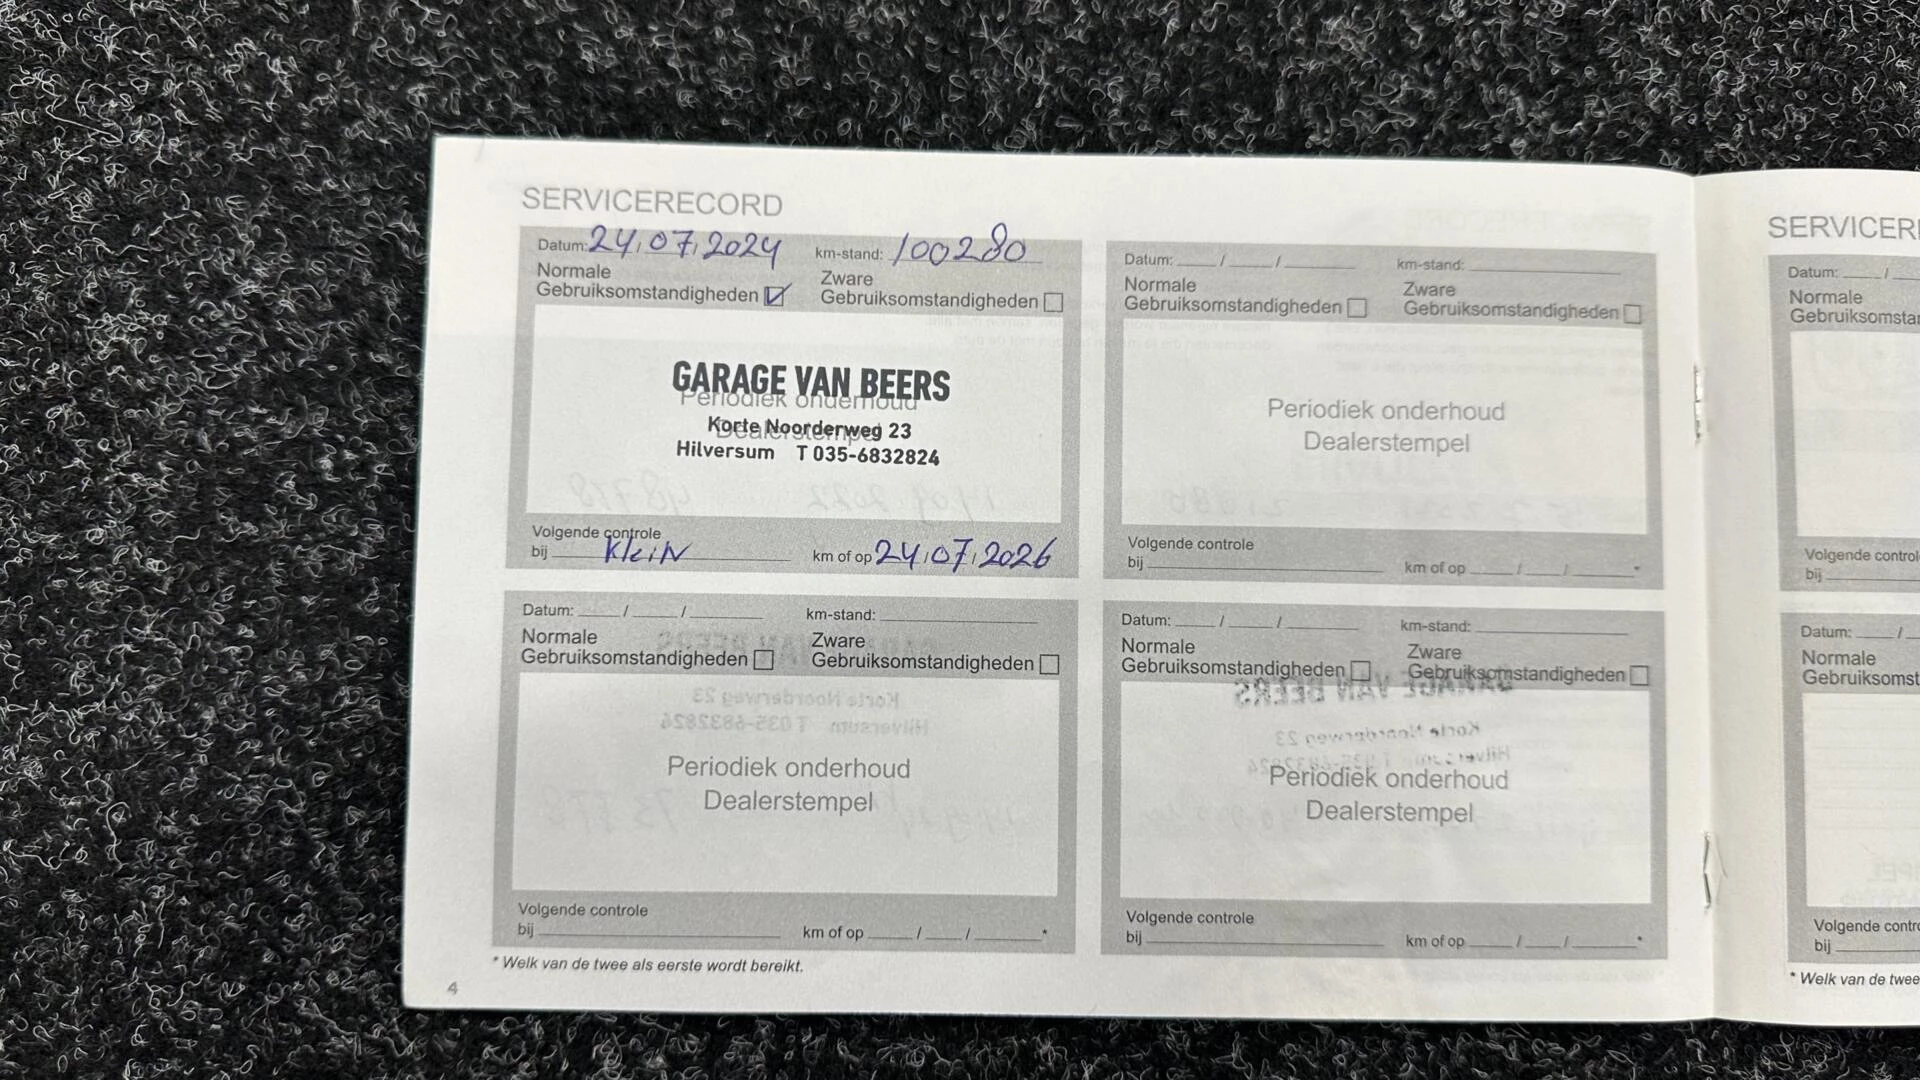 SERVICERECORD
Datum: 24/07/2024 km-stand: 100280
Normale Gebruiksomstandigheden ☑ Zware Gebruiksomstandigheden ☐
GARAGE VAN BEERS
Periodiek onderhoud
Korte Noorderweg 23
Dealerstempel
Hilversum T 035-6832824
Volgende controle
bij Klein km of op 24/07/2026
Datum: / / km-stand:
Normale Gebruiksomstandigheden ☐ Zware Gebruiksomstandigheden ☐
Periodiek onderhoud
Dealerstempel
Volgende controle
bij km of op / / *
Datum: / / km-stand:
Normale Gebruiksomstandigheden ☐ Zware Gebruiksomstandigheden ☐
Periodiek onderhoud
Dealerstempel
Volgende controle
bij km of op / / *
Datum: / / km-stand:
Normale Gebruiksomstandigheden ☐ Zware Gebruiksomstandigheden ☐
Periodiek onderhoud
Dealerstempel
Volgende controle
bij km of op / / *
* Welk van de twee als eerste wordt bereikt.
4
Datum: /
Normale
Volgende
bij
Datum: /
Normale
Volgende
bij
* Welk van de twee